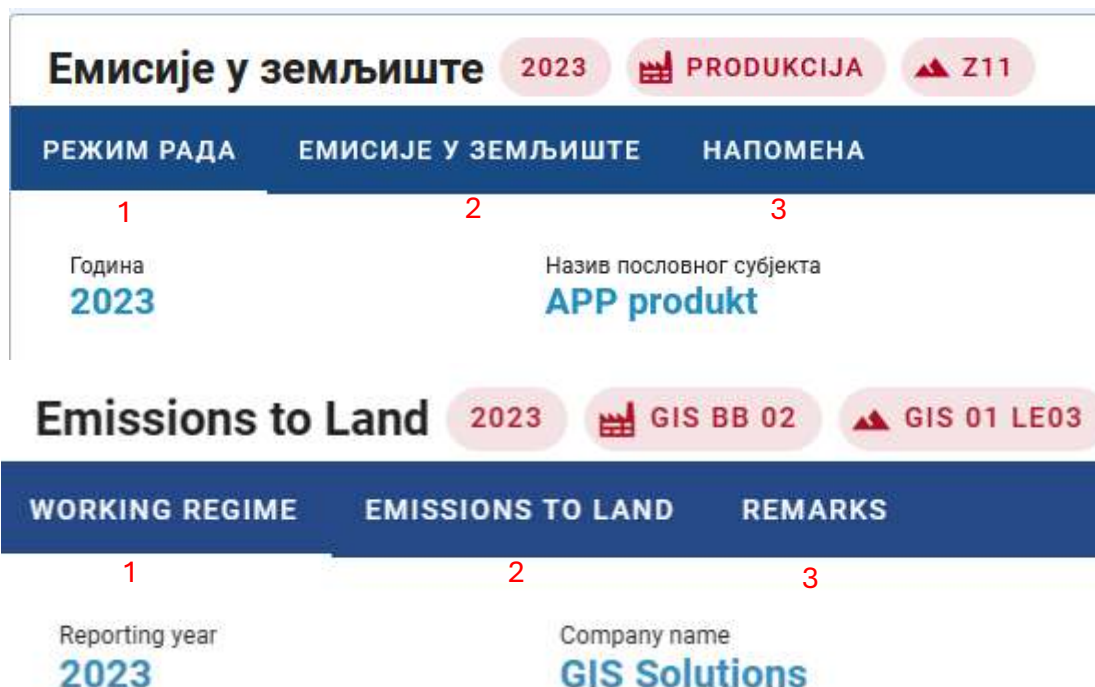 Емисије у земљиште 2023 PRODUKCIJA Z11
РЕЖИМ РАДА ЕМИСИЈЕ У ЗЕМЉИШТЕ НАПОМЕНА
1 2 3
Година Назив пословног субјекта
2023 APP produkt
Emissions to Land 2023 GIS BB 02 GIS 01 LE03
WORKING REGIME EMISSIONS TO LAND REMARKS
1 2 3
Reporting year Company name
2023 GIS Solutions